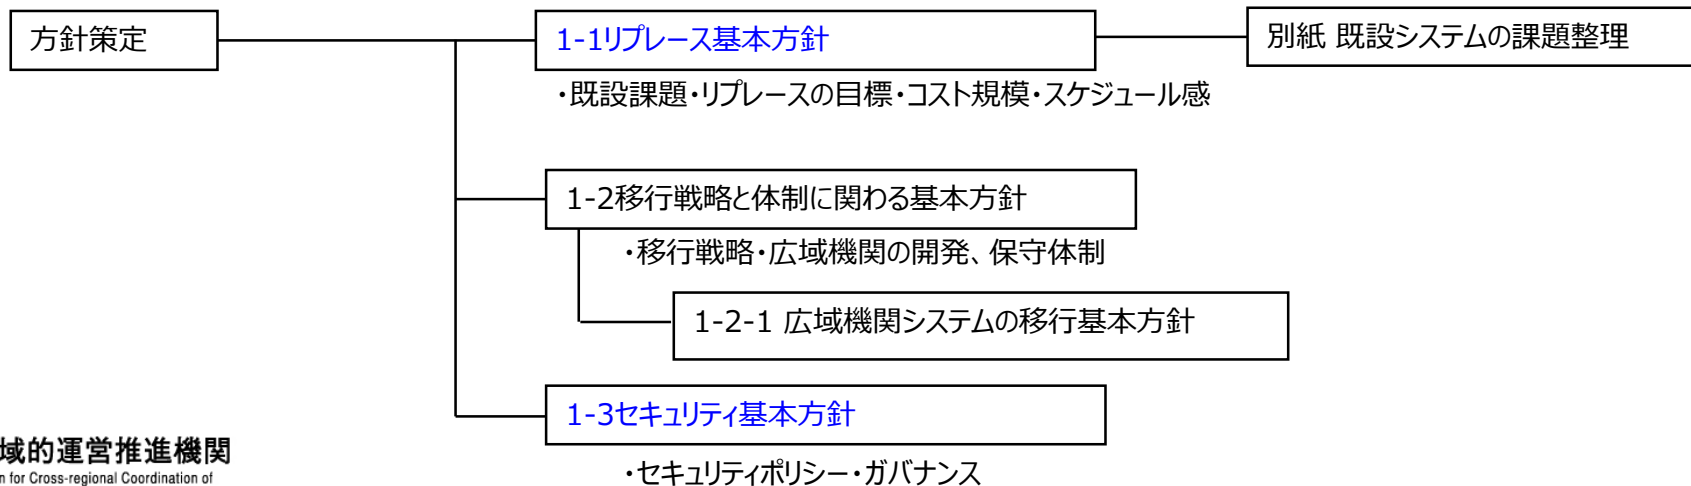 方針策定
1-1リプレース基本方針
別紙 既設システムの課題整理
・既設課題・リプレースの目標・コスト規模・スケジュール感
1-2移行戦略と体制に関わる基本方針
・移行戦略・広域機関の開発、保守体制
1-2-1 広域機関システムの移行基本方針
1-3セキュリティ基本方針
・セキュリティポリシー・ガバナンス
域的運営推進機関
n for Cross-regional Coordination of